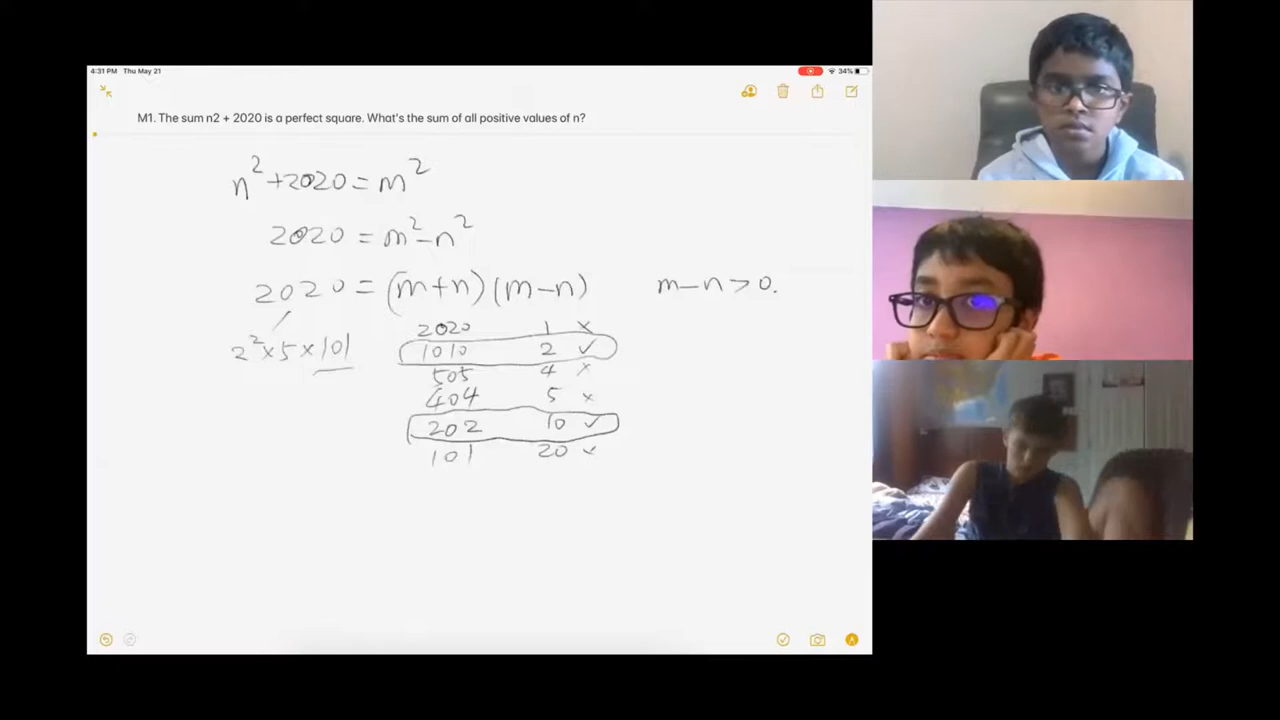 4:31 PM Thu May 21
34%
M1. The sum n2 + 2020 is a perfect square. What's the sum of all positive values of n?
n² + 2020 = m²
2020 = m² - n²
2020 = (m+n)(m-n) m-n>0.
2020 1 ×
2² × 5 × 101 1010 2 ✓
505 4 ×
404 5 ×
202 10 ✓
101 20 ×